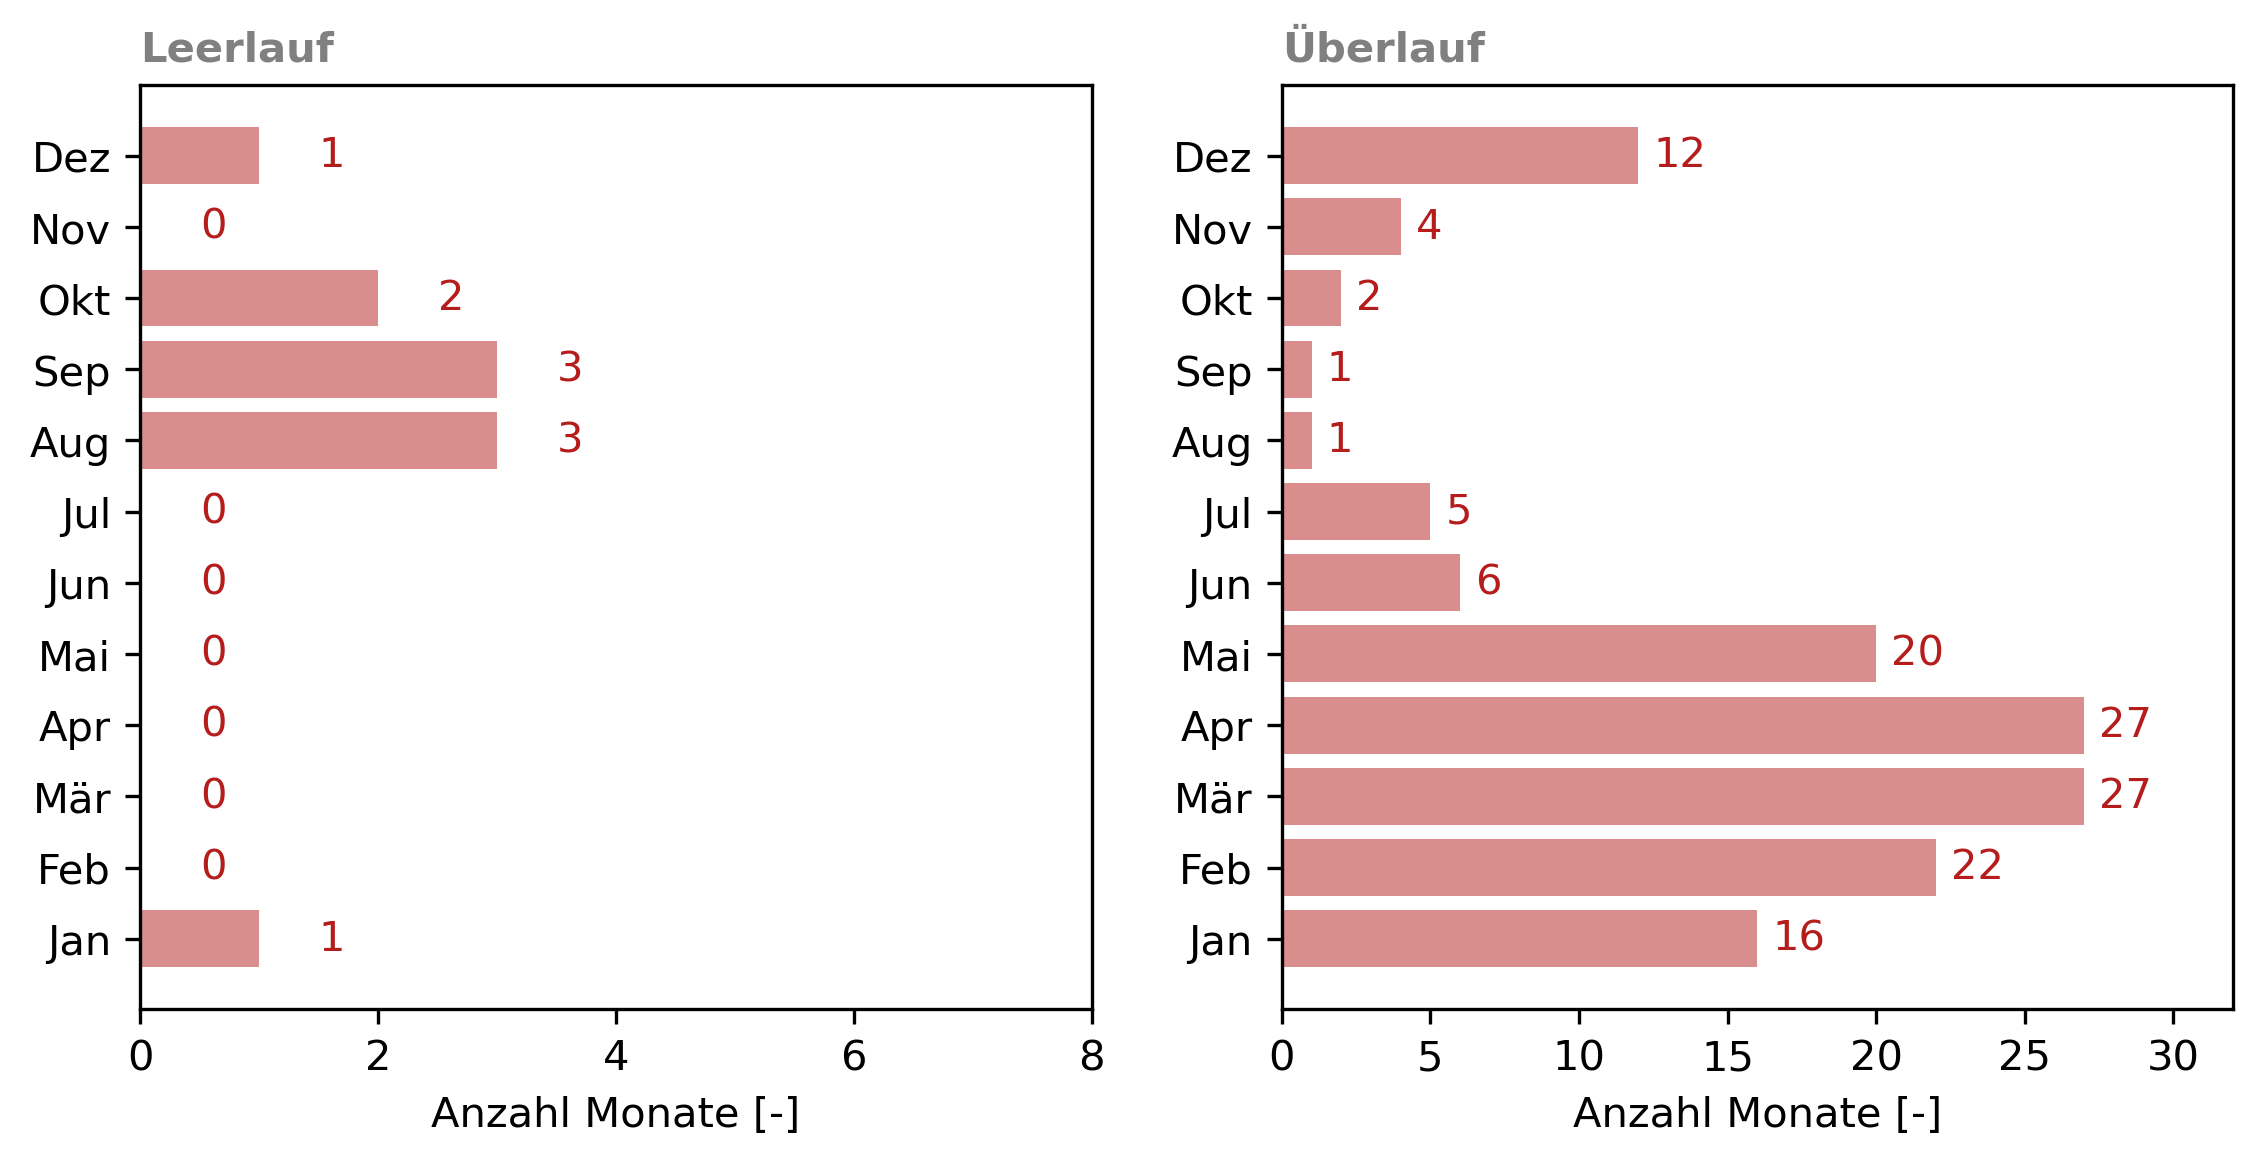 Leerlauf
Dez 1
Nov 0
Okt 2
Sep 3
Aug 3
Jul 0
Jun 0
Mai 0
Apr 0
Mär 0
Feb 0
Jan 1
0 2 4 6 8
Anzahl Monate [-]
Überlauf
Dez 12
Nov 4
Okt 2
Sep 1
Aug 1
Jul 5
Jun 6
Mai 20
Apr 27
Mär 27
Feb 22
Jan 16
0 5 10 15 20 25 30
Anzahl Monate [-]